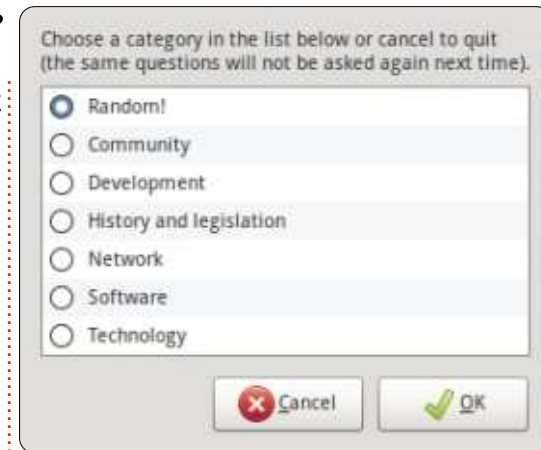 Choose a category in the list below or cancel to quit
(the same questions will not be asked again next time).
Random!
Community
Development
History and legislation
Network
Software
Technology
Cancel
OK